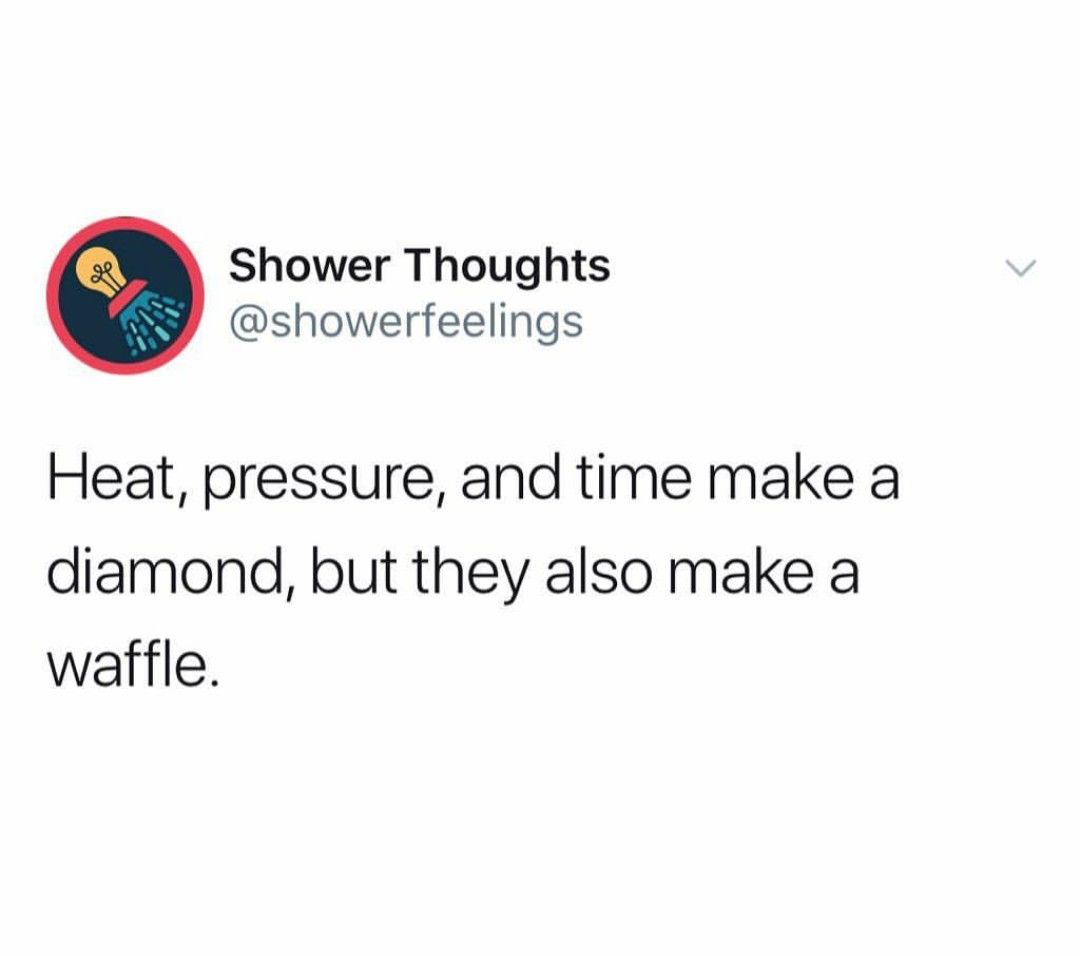 Shower Thoughts
@showerfeelings
Heat, pressure, and time make a
diamond, but they also make a
waffle.